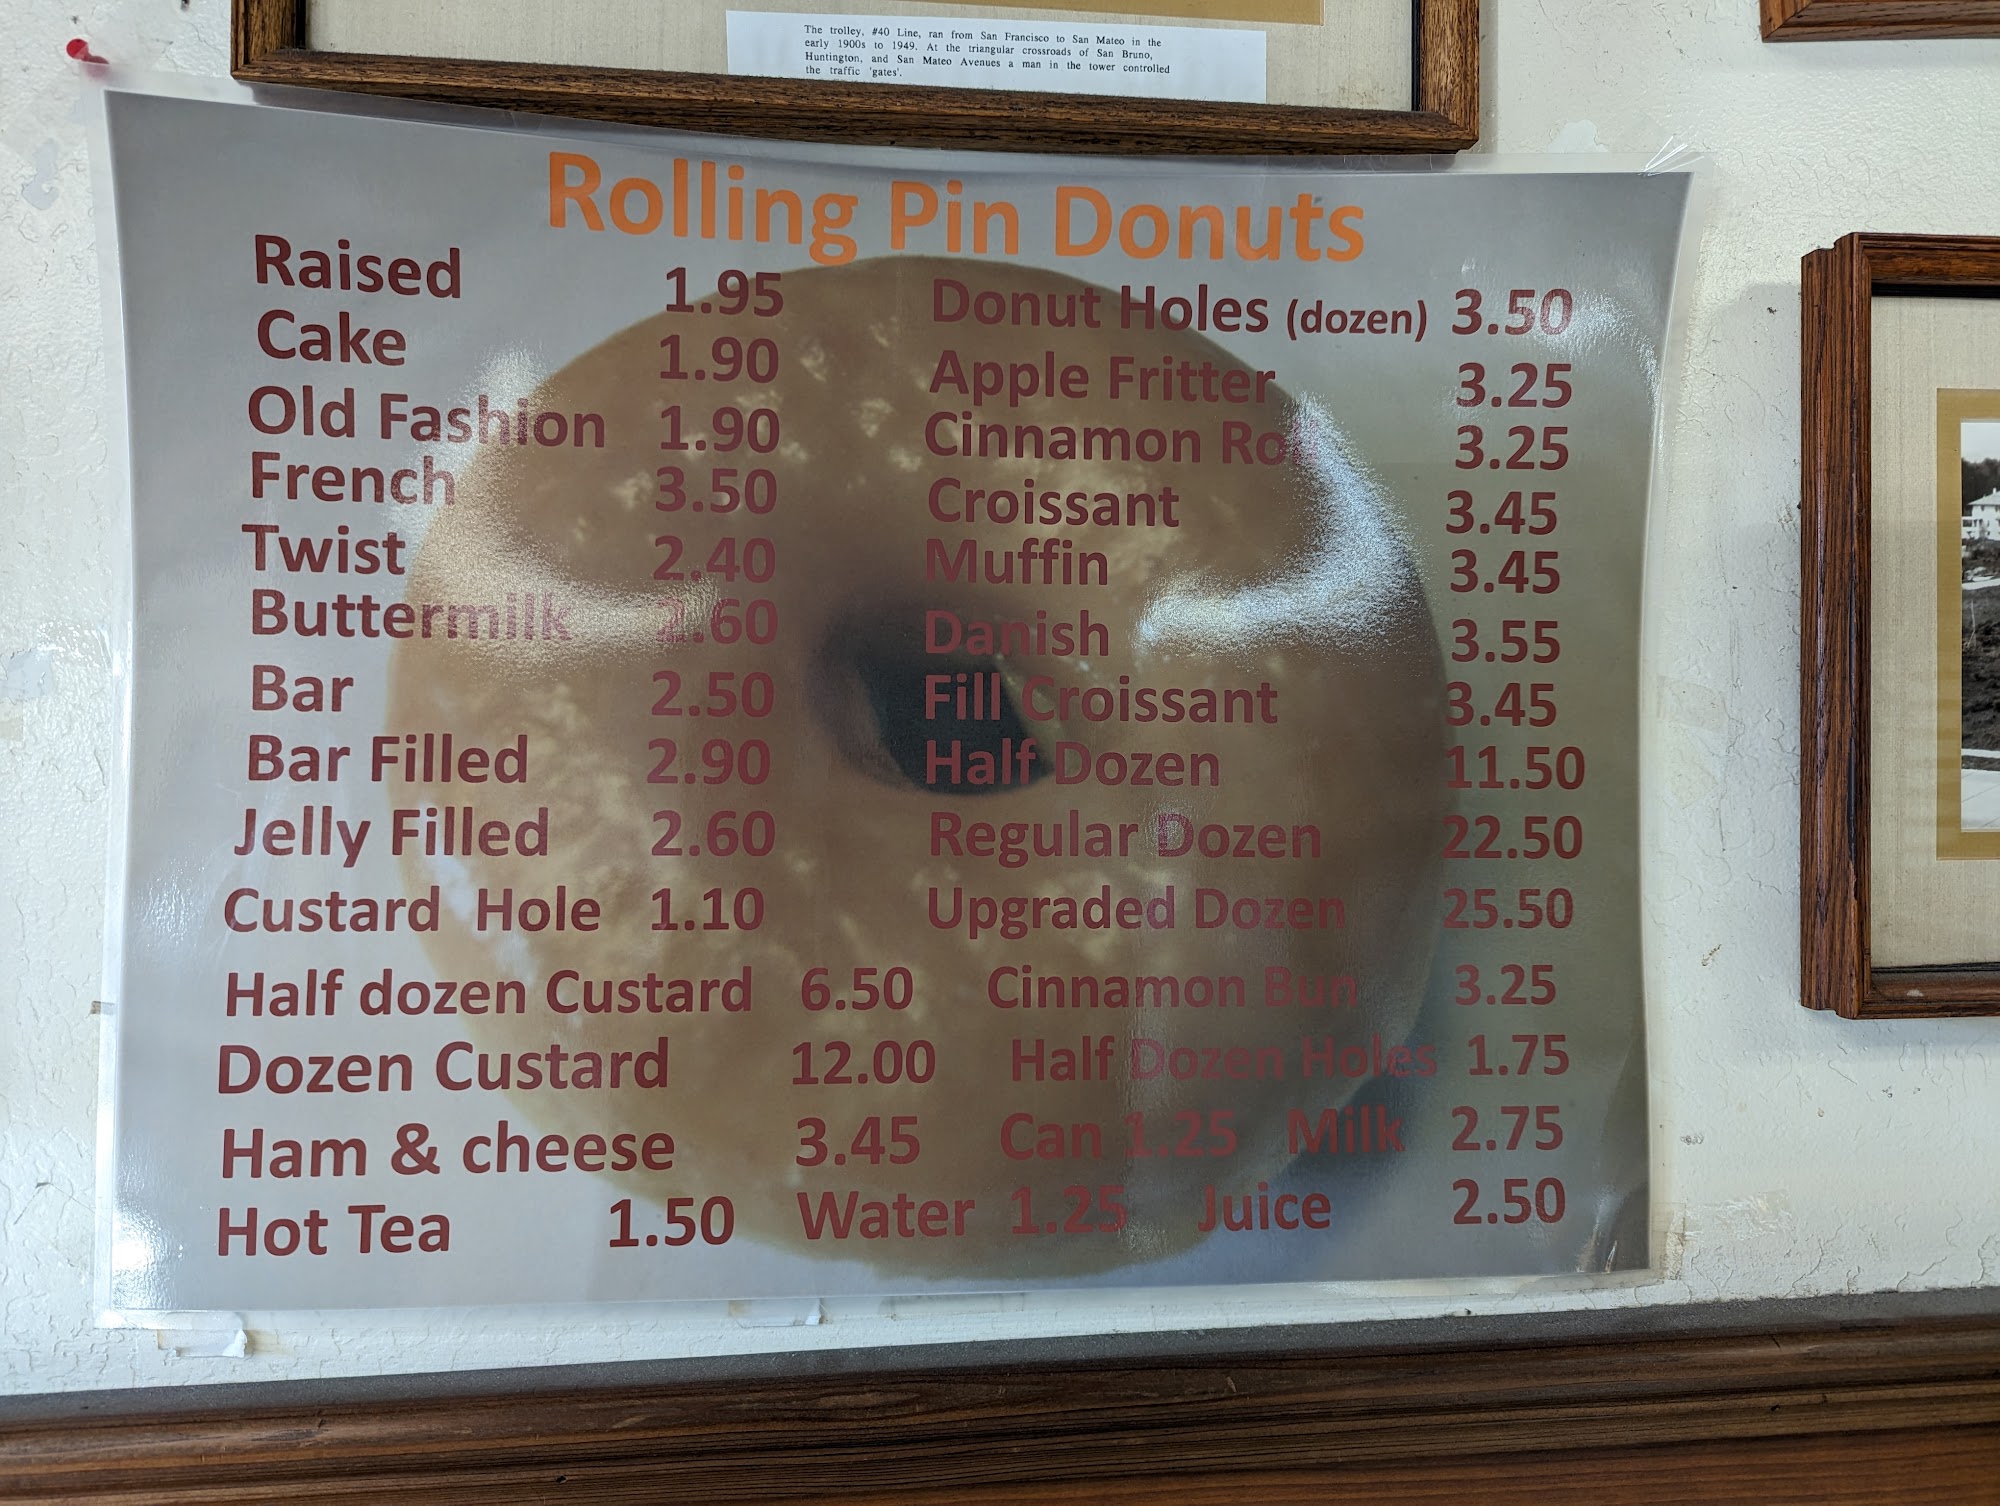 The trolley, #40 Line, ran from San Francisco to San Mateo in the
early 1900s to 1949. At the triangular crossroads of San Bruno,
Huntington, and San Mateo Avenues a man in the tower controlled
the traffic 'gates'.
Rolling Pin Donuts
Raised 1.95
Cake 1.90
Old Fashion 1.90
French 3.50
Twist 2.40
Buttermilk 2.60
Bar 2.50
Bar Filled 2.90
Jelly Filled 2.60
Custard Hole 1.10
Donut Holes (dozen) 3.50
Apple Fritter 3.25
Cinnamon Roll 3.25
Croissant 3.45
Muffin 3.45
Danish 3.55
Fill Croissant 3.45
Half Dozen 11.50
Regular Dozen 22.50
Upgraded Dozen 25.50
Half dozen Custard 6.50 Cinnamon Bun 3.25
Dozen Custard 12.00 Half Dozen Holes 1.75
Ham & cheese 3.45 Can 1.25 Milk 2.75
Hot Tea 1.50 Water 1.25 Juice 2.50